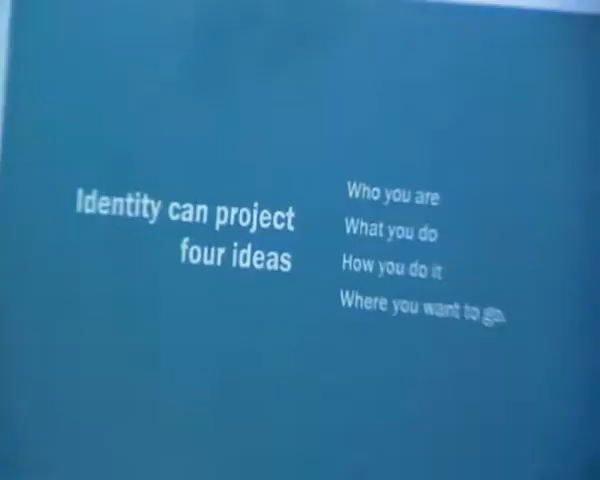 Identity can project
four ideas
Who you are
What you do
How you do it
Where you want to go.